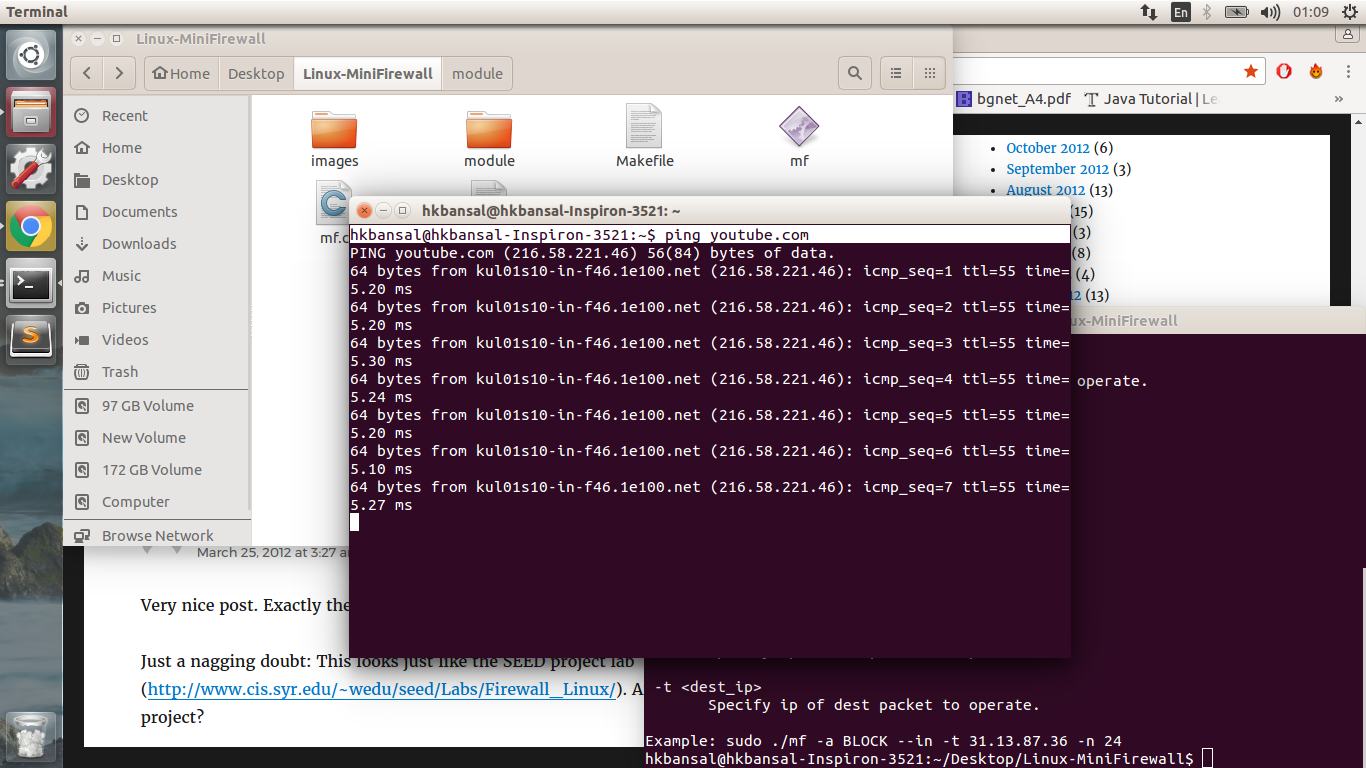 Terminal
En
01:09
Linux-MiniFirewall
Home
Desktop
Linux-MiniFirewall
module
Recent
Home
Desktop
Documents
Downloads
Music
Pictures
Videos
Trash
97 GB Volume
New Volume
172 GB Volume
Computer
Browse Network
images
module
Makefile
mf
mf.c
bgnet_A4.pdf
Java Tutorial | Le
»
October 2012 (6)
September 2012 (3)
August 2012 (13)
(15)
(3)
(8)
(4)
12 (13)
hkbansal@hkbansal-Inspiron-3521: ~
hkbansal@hkbansal-Inspiron-3521:~$ ping youtube.com
PING youtube.com (216.58.221.46) 56(84) bytes of data.
64 bytes from kul01s10-in-f46.1e100.net (216.58.221.46): icmp_seq=1 ttl=55 time=
5.20 ms
64 bytes from kul01s10-in-f46.1e100.net (216.58.221.46): icmp_seq=2 ttl=55 time=
5.20 ms
64 bytes from kul01s10-in-f46.1e100.net (216.58.221.46): icmp_seq=3 ttl=55 time=
5.30 ms
64 bytes from kul01s10-in-f46.1e100.net (216.58.221.46): icmp_seq=4 ttl=55 time=
5.24 ms
64 bytes from kul01s10-in-f46.1e100.net (216.58.221.46): icmp_seq=5 ttl=55 time=
5.20 ms
64 bytes from kul01s10-in-f46.1e100.net (216.58.221.46): icmp_seq=6 ttl=55 time=
5.10 ms
64 bytes from kul01s10-in-f46.1e100.net (216.58.221.46): icmp_seq=7 ttl=55 time=
5.27 ms
ux-MiniFirewall
operate.
-t <dest_ip>
Specify ip of dest packet to operate.
Example: sudo ./mf -a BLOCK --in -t 31.13.87.36 -n 24
hkbansal@hkbansal-Inspiron-3521:~/Desktop/Linux-MiniFirewall$
March 25, 2012 at 3:27 am
Very nice post. Exactly the
Just a nagging doubt: This looks just like the SEED project lab
(http://www.cis.syr.edu/~wedu/seed/Labs/Firewall_Linux/). A
project?